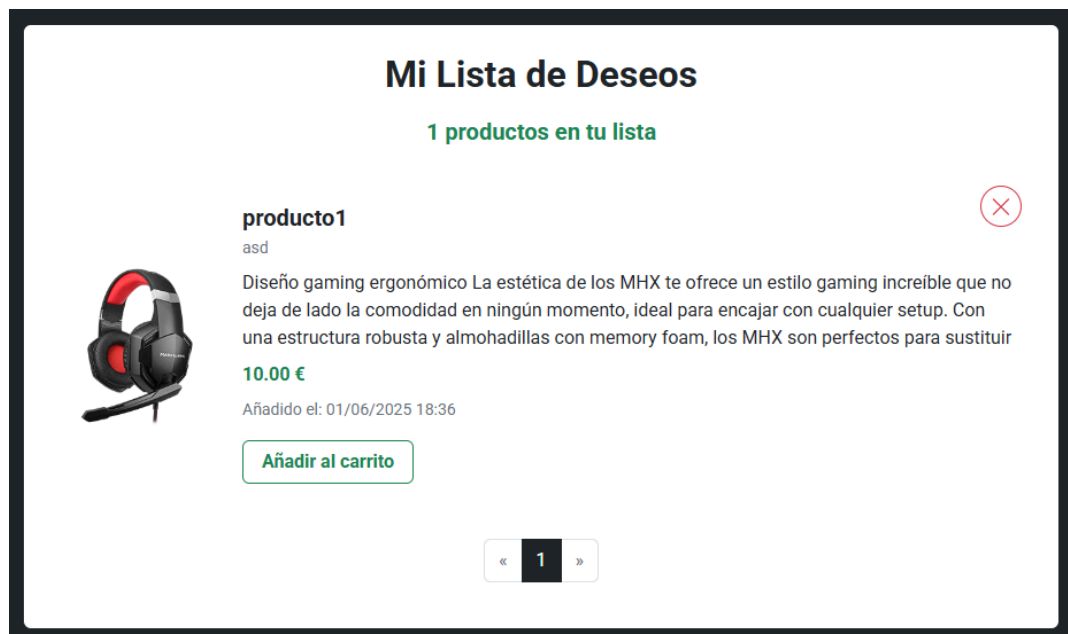 Mi Lista de Deseos
1 productos en tu lista
producto1
asd
Diseño gaming ergonómico La estética de los MHX te ofrece un estilo gaming increíble que no
deja de lado la comodidad en ningún momento, ideal para encajar con cualquier setup. Con
una estructura robusta y almohadillas con memory foam, los MHX son perfectos para sustituir
10.00 €
Añadido el: 01/06/2025 18:36
Añadir al carrito
« 1 »